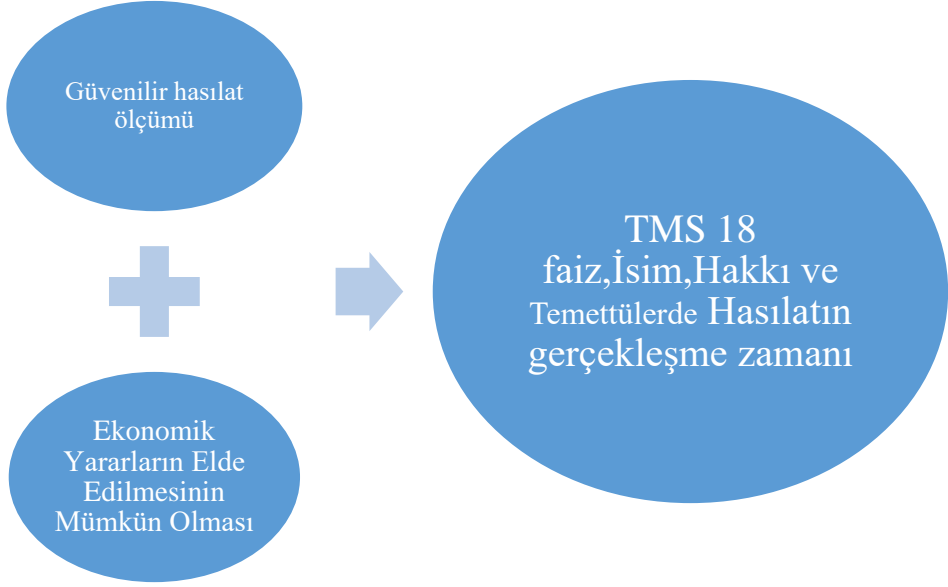 Güvenilir hasılat
ölçümü
Ekonomik
Yararların Elde
Edilmesinin
Mümkün Olması
TMS 18
faiz,İsim,Hakkı ve
Temettülerde Hasılatın
gerçekleşme zamanı